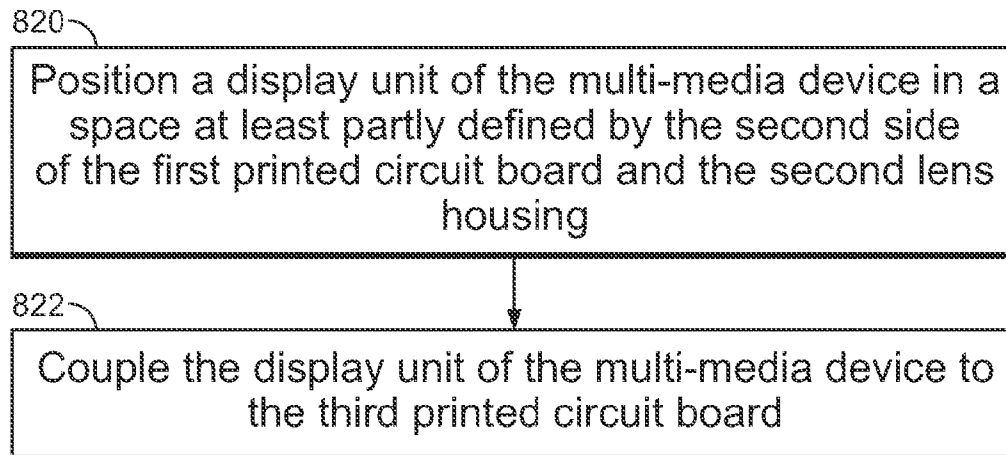 820
Position a display unit of the multi-media device in a
space at least partly defined by the second side
of the first printed circuit board and the second lens
housing
822
Couple the display unit of the multi-media device to
the third printed circuit board